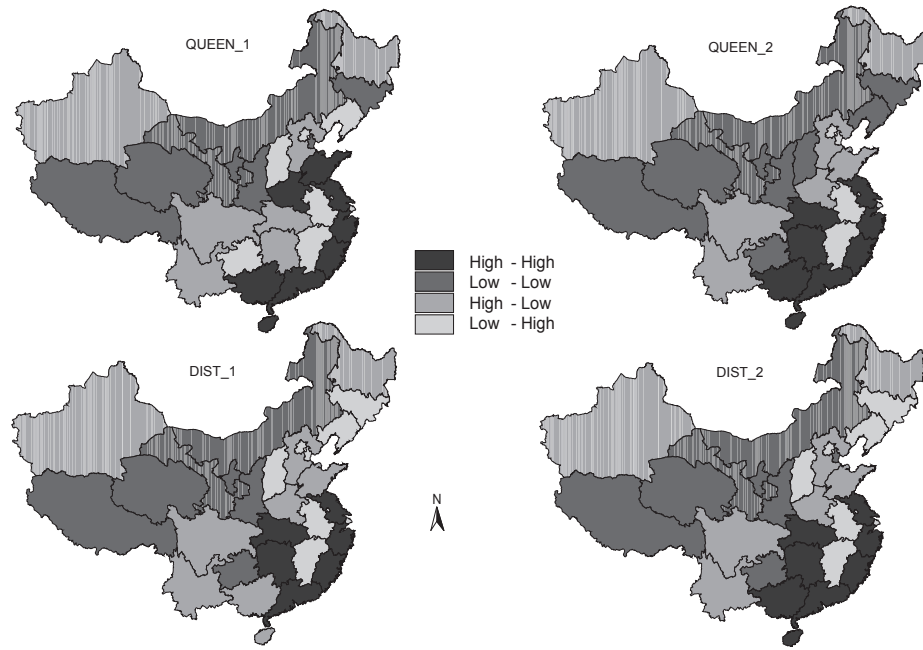 QUEEN_1
QUEEN_2
High - High
Low - Low
High - Low
Low - High
DIST_1
DIST_2
N